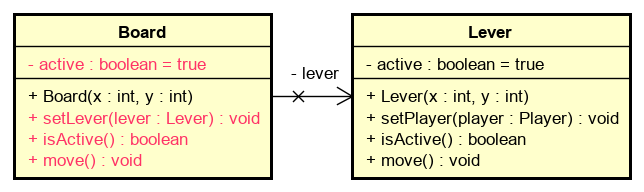 Board
- active : boolean = true
+ Board(x : int, y : int)
+ setLever(lever : Lever) : void
+ isActive() : boolean
+ move() : void
- lever
Lever
- active : boolean = true
+ Lever(x : int, y : int)
+ setPlayer(player : Player) : void
+ isActive() : boolean
+ move() : void